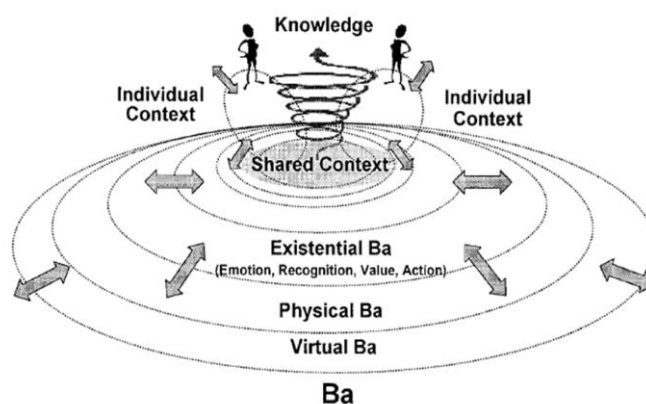 Knowledge
Individual
Context
Individual
Context
Shared Context
Existential Ba
(Emotion, Recognition, Value, Action)
Physical Ba
Virtual Ba
Ba